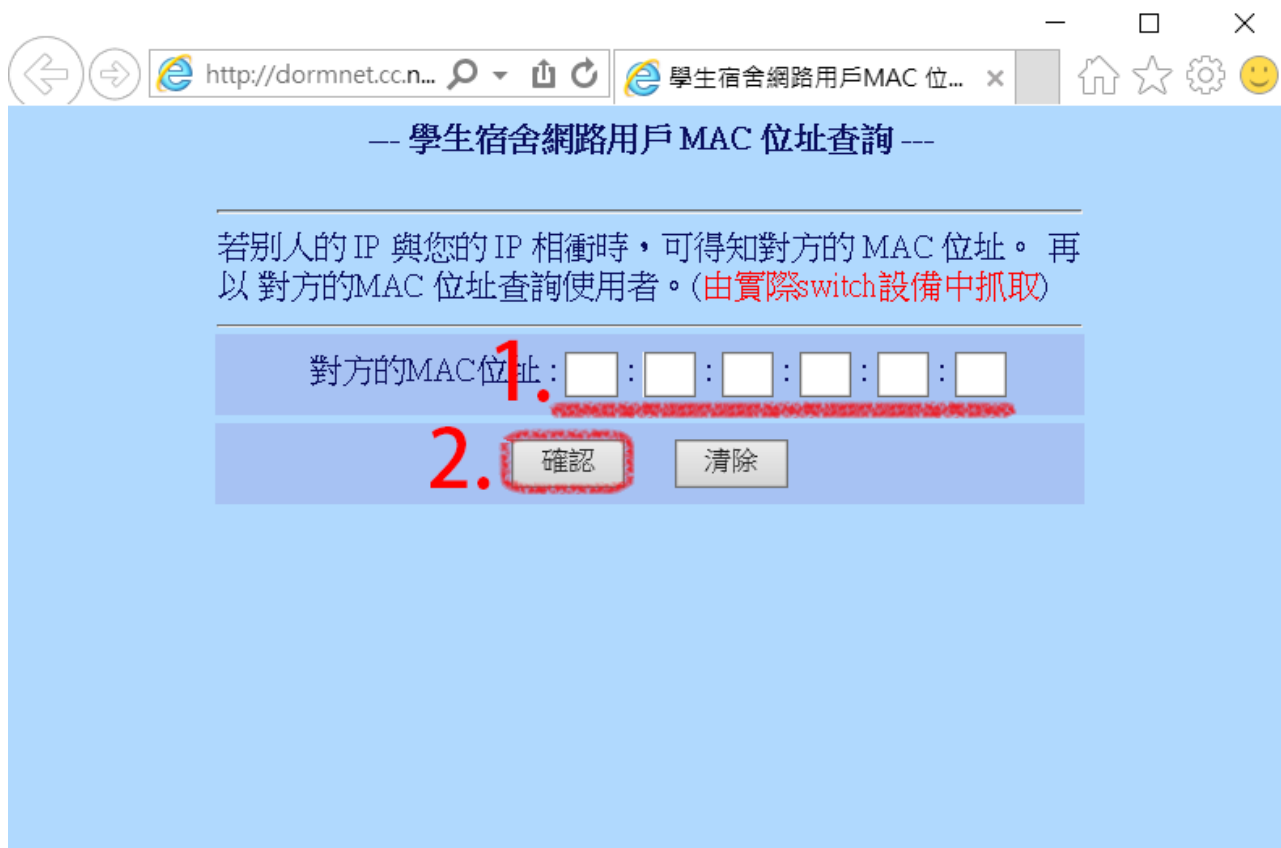 http://dormnet.cc.n...
學生宿舍網路用戶MAC 位...
--- 學生宿舍網路用戶 MAC 位址查詢 ---
若別人的 IP 與您的 IP 相衝時，可得知對方的 MAC 位址。 再
以 對方的MAC 位址查詢使用者。(由實際switch設備中抓取)
1. 對方的MAC位址 : : : : : :
2. 確認 清除